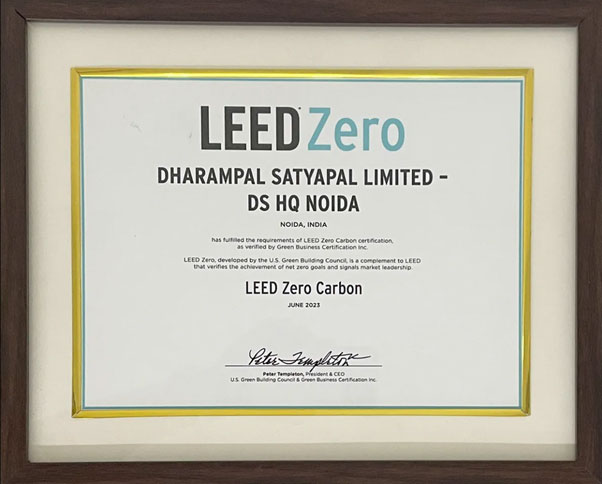 LEED Zero
DHARAMPAL SATYAPAL LIMITED –
DS HQ NOIDA
NOIDA, INDIA
has fulfilled the requirements of LEED Zero Carbon certification,
as verified by Green Business Certification Inc.
LEED Zero, developed by the U.S. Green Building Council, is a complement to LEED
that verifies the achievement of net zero goals and signals market leadership.
LEED Zero Carbon
JUNE 2023
Peter Templeton
Peter Templeton, President & CEO
U.S. Green Building Council & Green Business Certification Inc.